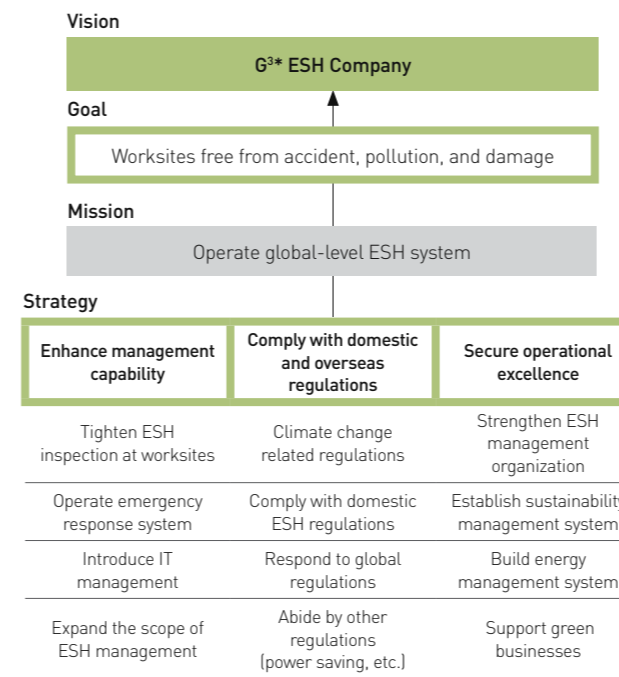 Vision
G³* ESH Company
Goal
Worksites free from accident, pollution, and damage
Mission
Operate global-level ESH system
Strategy
Enhance management
capability
Comply with domestic
and overseas
regulations
Secure operational
excellence
Tighten ESH
inspection at worksites
Climate change
related regulations
Strengthen ESH
management
organization
Operate emergency
response system
Comply with domestic
ESH regulations
Establish sustainability
management system
Introduce IT
management
Respond to global
regulations
Build energy
management system
Expand the scope of
ESH management
Abide by other
regulations
(power saving, etc.)
Support green
businesses